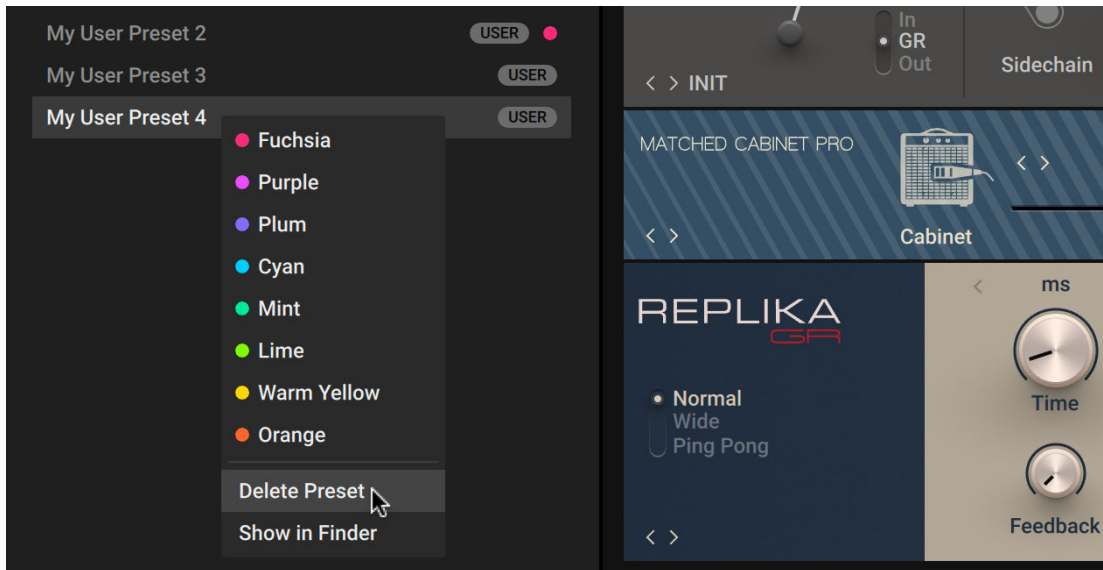 My User Preset 2 USER
My User Preset 3 USER
My User Preset 4 USER
Fuchsia
Purple
Plum
Cyan
Mint
Lime
Warm Yellow
Orange
Delete Preset
Show in Finder
In
GR
Out
Sidechain
< > INIT
MATCHED CABINET PRO
< >
< >
Cabinet
REPLIKA
GR
Normal
Wide
Ping Pong
< >
< ms
Time
Feedback